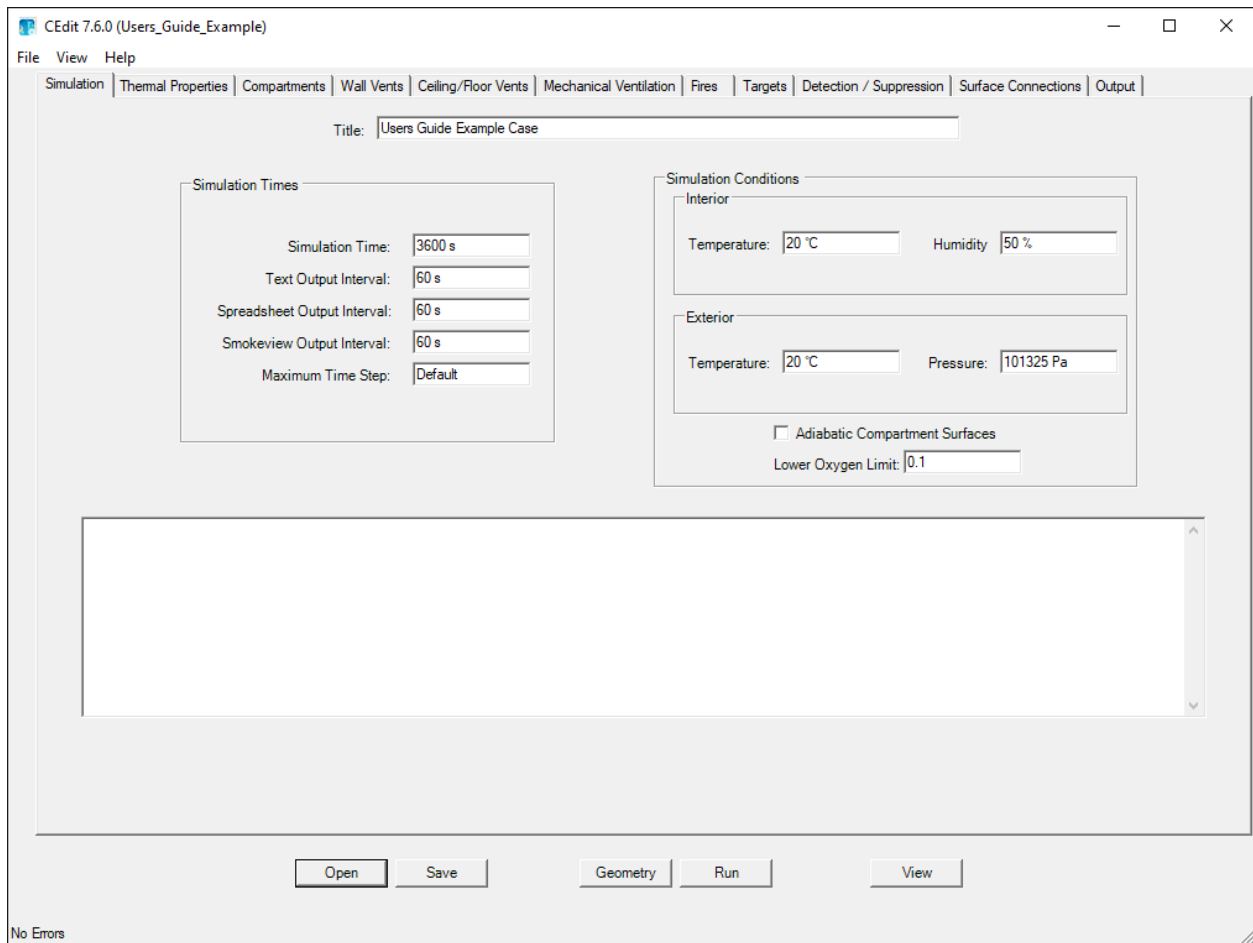 CEdit 7.6.0 (Users_Guide_Example)
File View Help
Simulation Thermal Properties Compartments Wall Vents Ceiling/Floor Vents Mechanical Ventilation Fires Targets Detection / Suppression Surface Connections Output
Title: Users Guide Example Case
Simulation Times
Simulation Time: 3600 s
Text Output Interval: 60 s
Spreadsheet Output Interval: 60 s
Smokeview Output Interval: 60 s
Maximum Time Step: Default
Simulation Conditions
Interior
Temperature: 20 °C Humidity 50 %
Exterior
Temperature: 20 °C Pressure: 101325 Pa
Adiabatic Compartment Surfaces
Lower Oxygen Limit: 0.1
Open Save Geometry Run View
No Errors